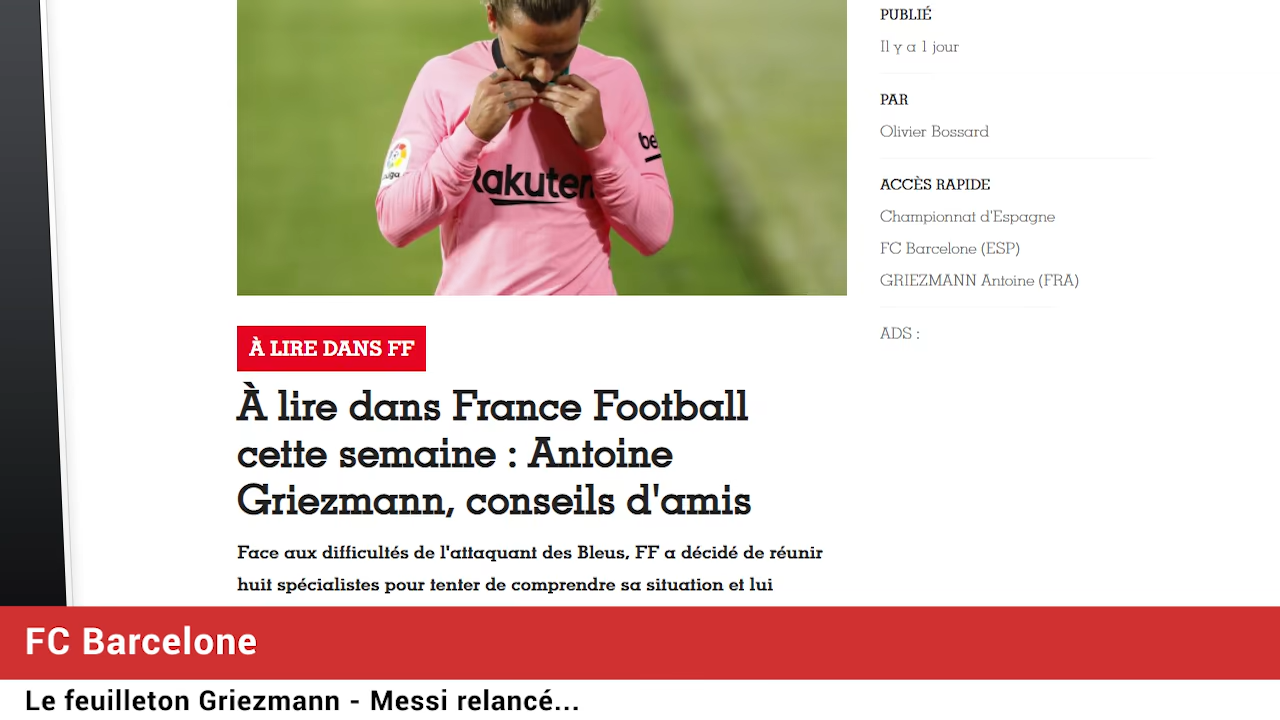 Rakuten
À LIRE DANS FF
À lire dans France Football
cette semaine : Antoine
Griezmann, conseils d'amis
Face aux difficultés de l'attaquant des Bleus, FF a décidé de réunir
huit spécialistes pour tenter de comprendre sa situation et lui
PUBLIÉ
Il y a 1 jour
PAR
Olivier Bossard
ACCÈS RAPIDE
Championnat d'Espagne
FC Barcelone (ESP)
GRIEZMANN Antoine (FRA)
ADS :
FC Barcelone
Le feuilleton Griezmann - Messi relancé...